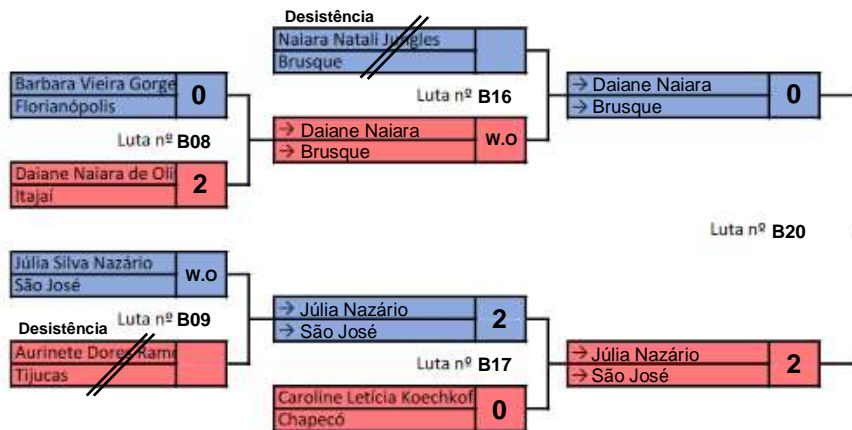 Desistência
Naiara Natali Jungles
Brusque
Luta nº B16
Barbara Vieira Gorge
0
Florianópolis
Luta nº B08
Daiane Naiara de Oli
2
Itajaí
→ Daiane Naiara
W.O
→ Brusque
→ Daiane Naiara
0
→ Brusque
Luta nº B20
Júlia Silva Nazário
W.O
São José
Luta nº B09
Desistência
Aurinete Dores Ramo
Tijucas
→ Júlia Nazário
2
→ São José
Luta nº B17
Caroline Letícia Koechkof
0
Chapecó
→ Júlia Nazário
2
→ São José